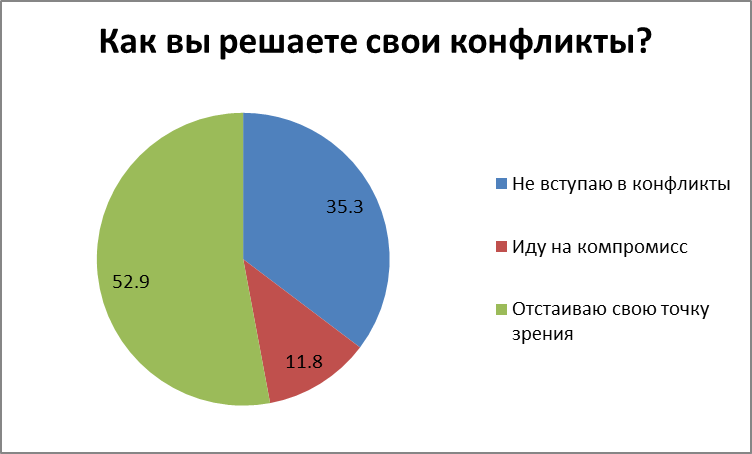 Как вы решаете свои конфликты?
35.3
11.8
52.9
Не вступаю в конфликты
Иду на компромисс
Отстаиваю свою точку
зрения